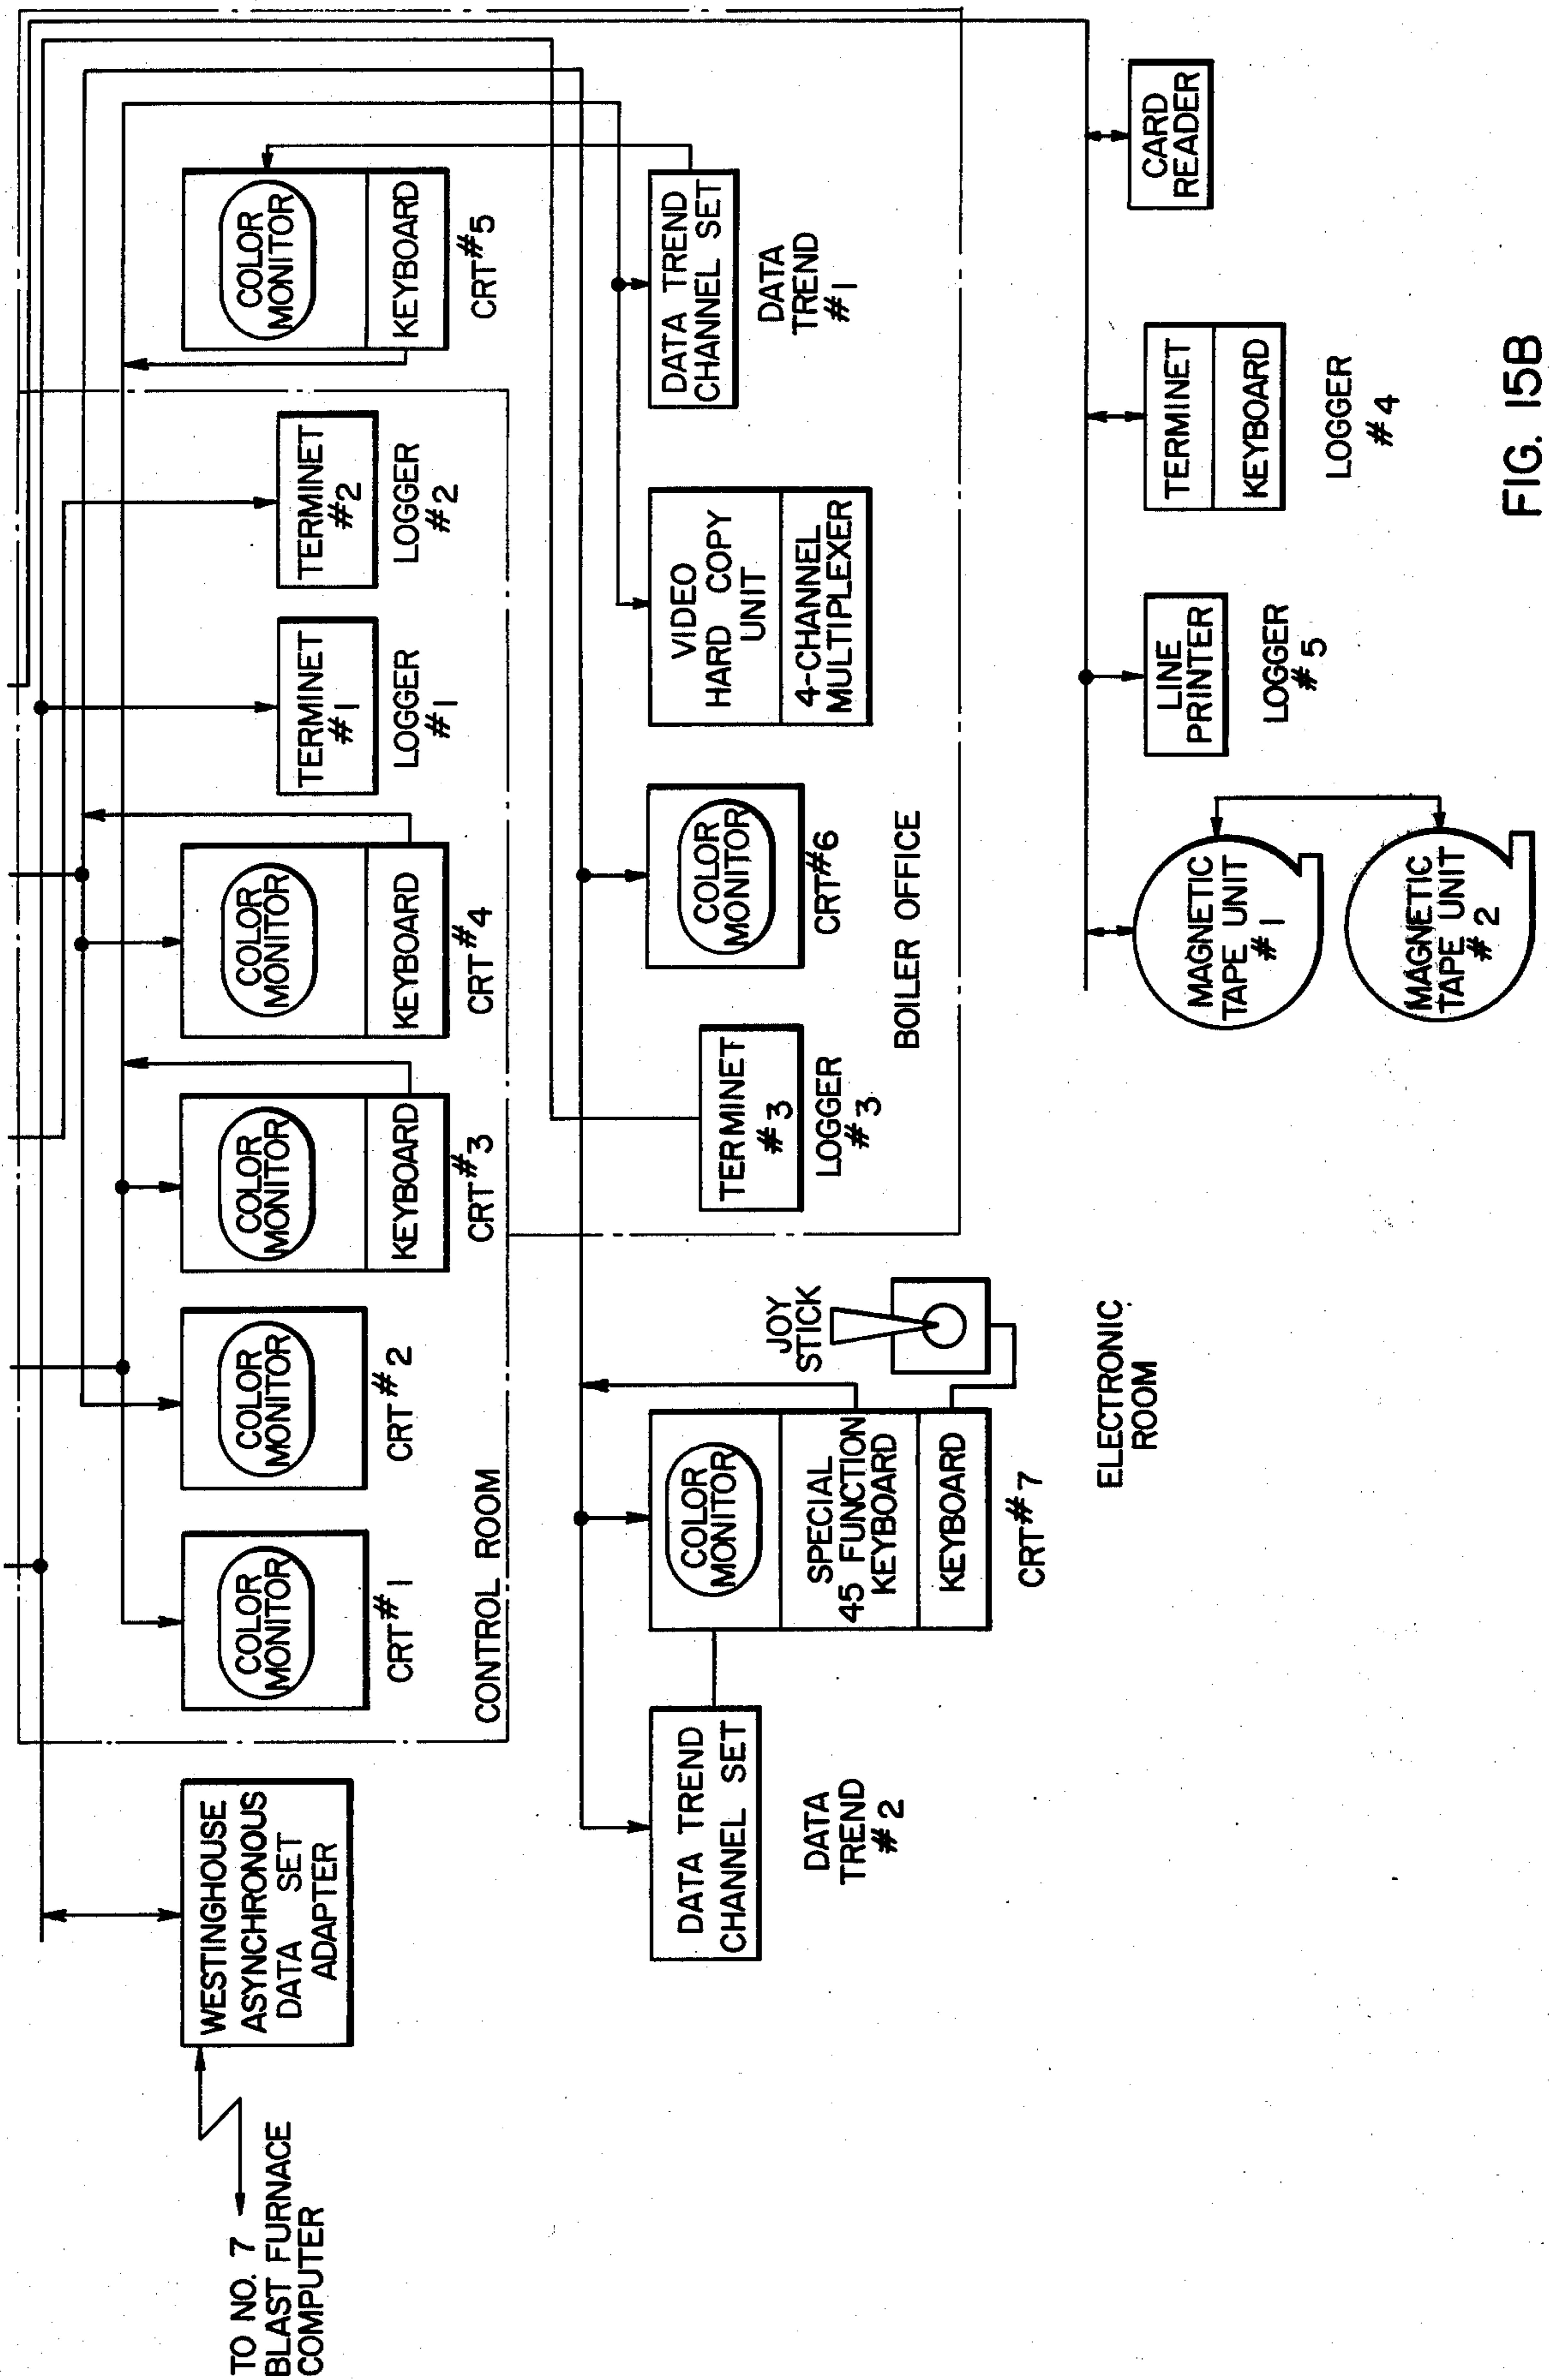 TO NO. 7
BLAST FURNACE
COMPUTER
WESTINGHOUSE
ASYNCHRONOUS
DATA SET
ADAPTER
COLOR
MONITOR
CRT #1
COLOR
MONITOR
CRT #2
COLOR
MONITOR
KEYBOARD
CRT #3
COLOR
MONITOR
KEYBOARD
CRT #4
TERMINET
#1
LOGGER
#1
TERMINET
#2
LOGGER
#2
CONTROL ROOM
COLOR
MONITOR
KEYBOARD
CRT #5
DATA TREND
CHANNEL SET
DATA
TREND
#2
COLOR
MONITOR
SPECIAL
45 FUNCTION
KEYBOARD
KEYBOARD
CRT #7
JOY
STICK
TERMINET
#3
LOGGER
#3
COLOR
MONITOR
CRT #6
VIDEO
HARD COPY
UNIT
4-CHANNEL
MULTIPLEXER
DATA TREND
CHANNEL SET
DATA
TREND
#1
BOILER OFFICE
ELECTRONIC
ROOM
MAGNETIC
TAPE UNIT
#1
MAGNETIC
TAPE UNIT
#2
LINE
PRINTER
LOGGER
#5
TERMINET
KEYBOARD
LOGGER
#4
CARD
READER
FIG. 15B